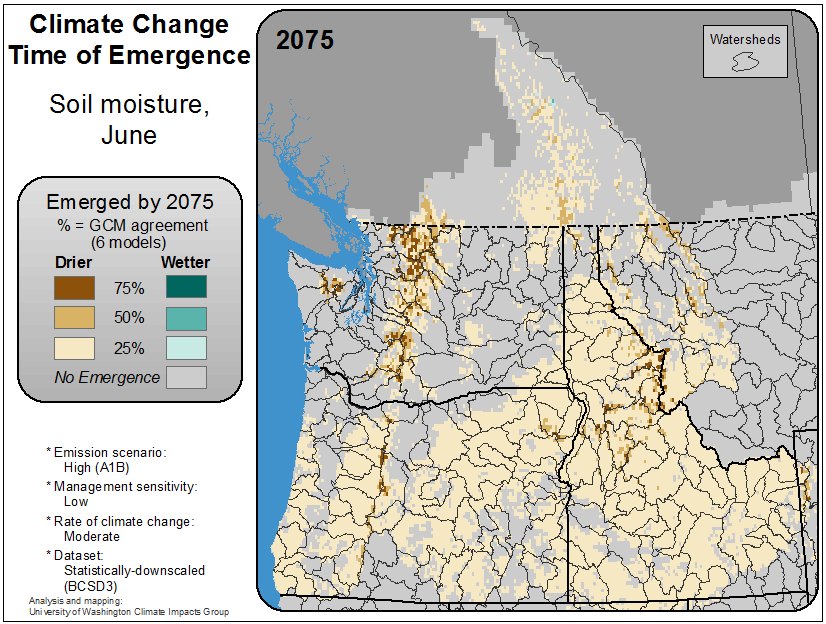 Climate Change
Time of Emergence
Soil moisture,
June
Emerged by 2075
% = GCM agreement
(6 models)
Drier Wetter
75%
50%
25%
No Emergence
* Emission scenario:
High (A1B)
* Management sensitivity:
Low
* Rate of climate change:
Moderate
* Dataset:
Statistically-downscaled
(BCSD3)
Analysis and mapping:
University of Washington Climate Impacts Group
2075
Watersheds